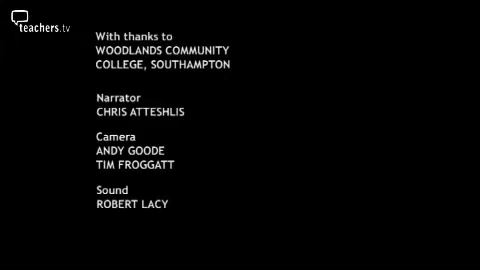 teachers.tv
With thanks to
WOODLANDS COMMUNITY
COLLEGE, SOUTHAMPTON
Narrator
CHRIS ATTESHLIS
Camera
ANDY GOODE
TIM FROGGATT
Sound
ROBERT LACY